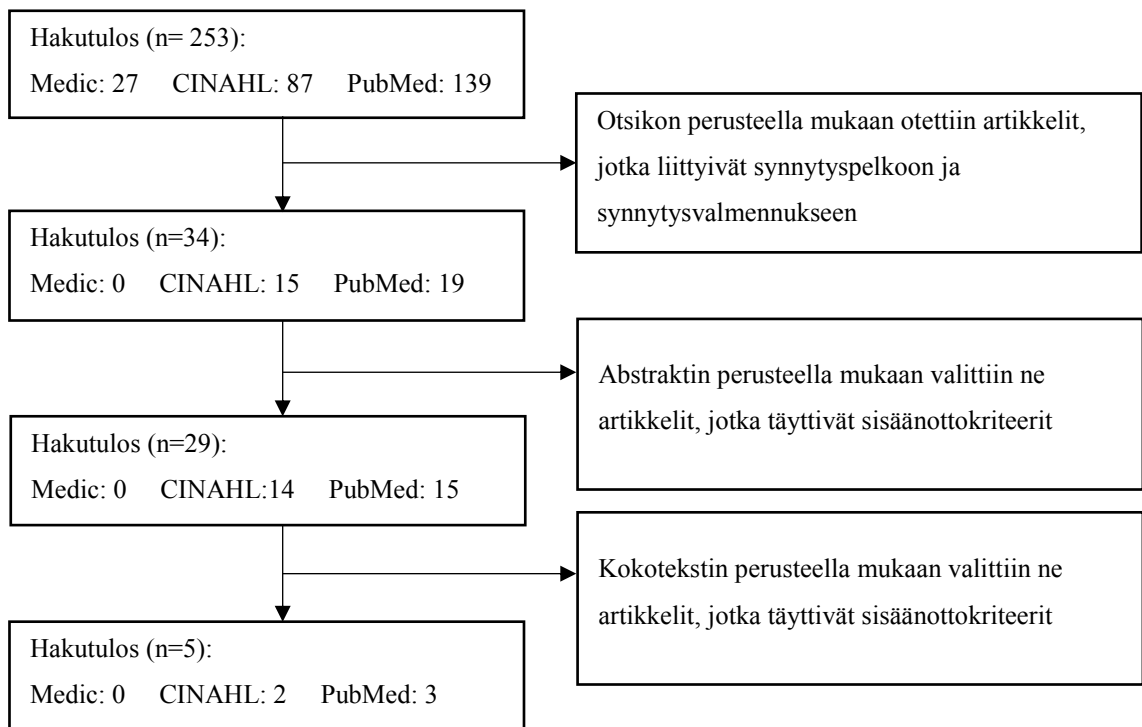 Hakutulos (n= 253):
Medic: 27 CINAHL: 87 PubMed: 139
Otsikon perusteella mukaan otettiin artikkelit,
jotka liittyivät synnytyspelkoon ja
synnytysvalmennukseen
Hakutulos (n=34):
Medic: 0 CINAHL: 15 PubMed: 19
Abstraktin perusteella mukaan valittiin ne
artikkelit, jotka täyttivät sisäänottokriteerit
Hakutulos (n=29):
Medic: 0 CINAHL:14 PubMed: 15
Kokotekstin perusteella mukaan valittiin ne
artikkelit, jotka täyttivät sisäänottokriteerit
Hakutulos (n=5):
Medic: 0 CINAHL: 2 PubMed: 3